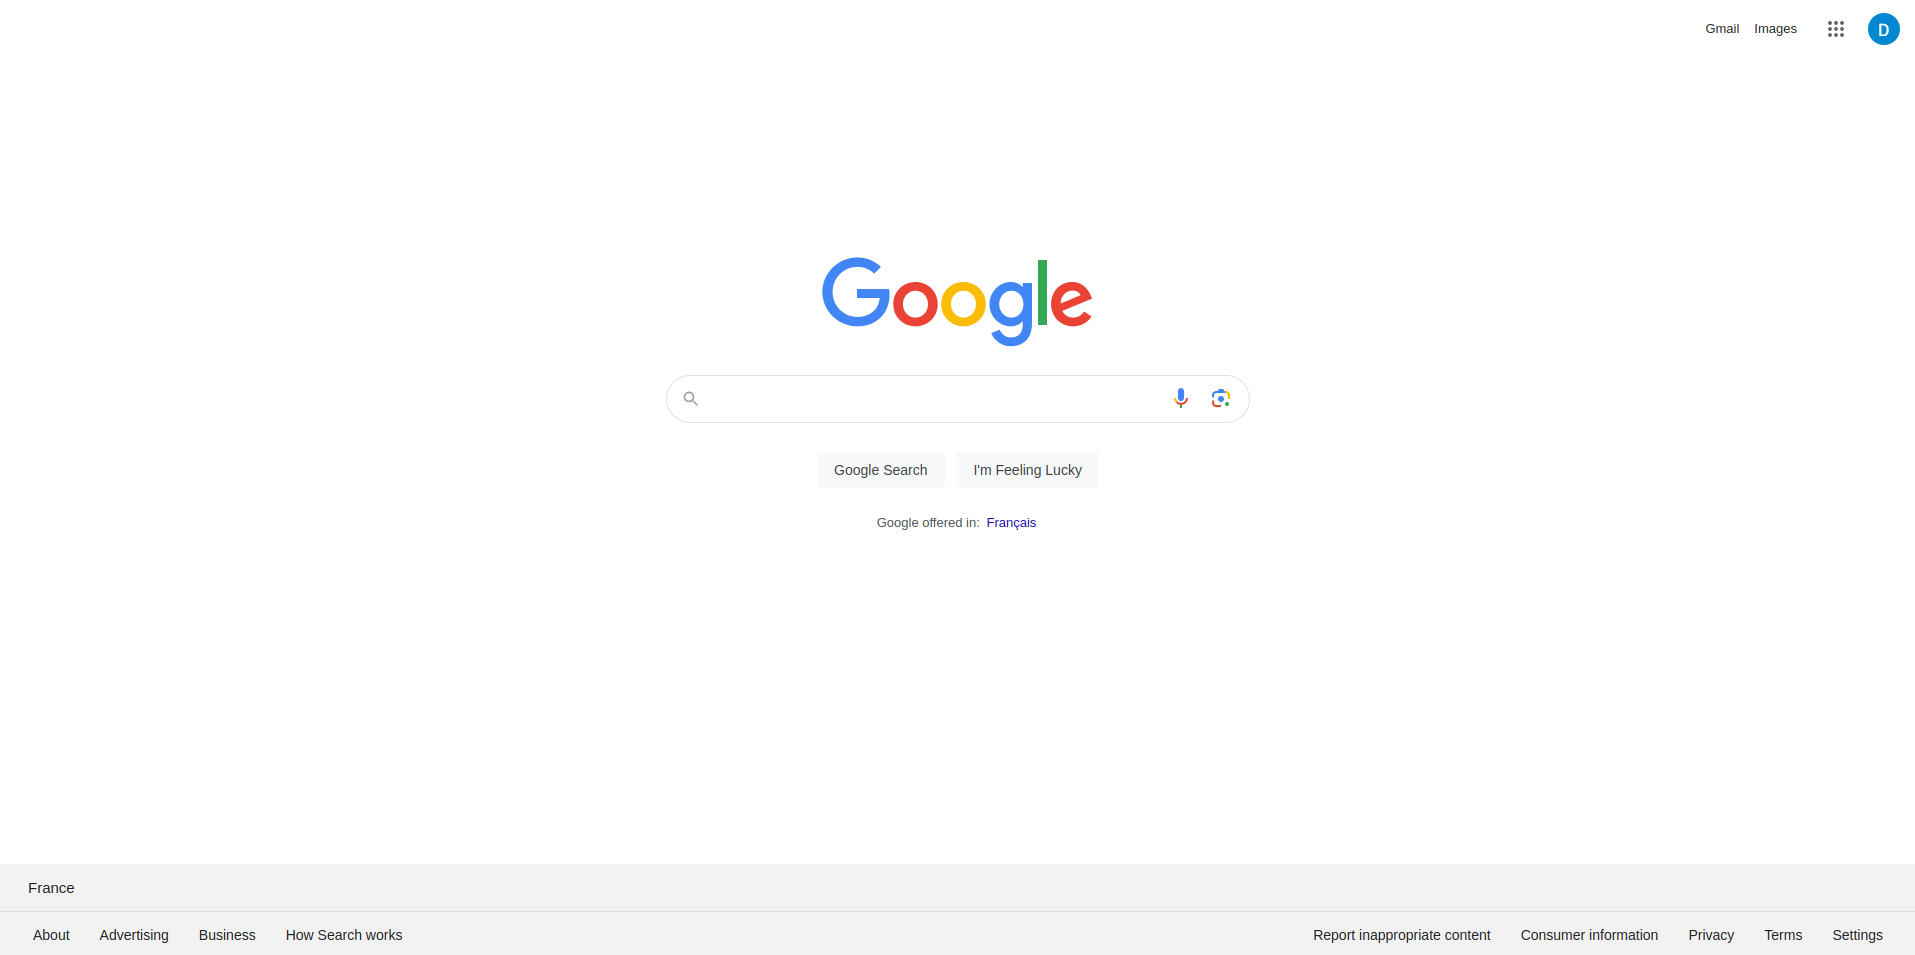 Gmail Images
D
Google
Google Search I'm Feeling Lucky
Google offered in: Français
France
About Advertising Business How Search works Report inappropriate content Consumer information Privacy Terms Settings